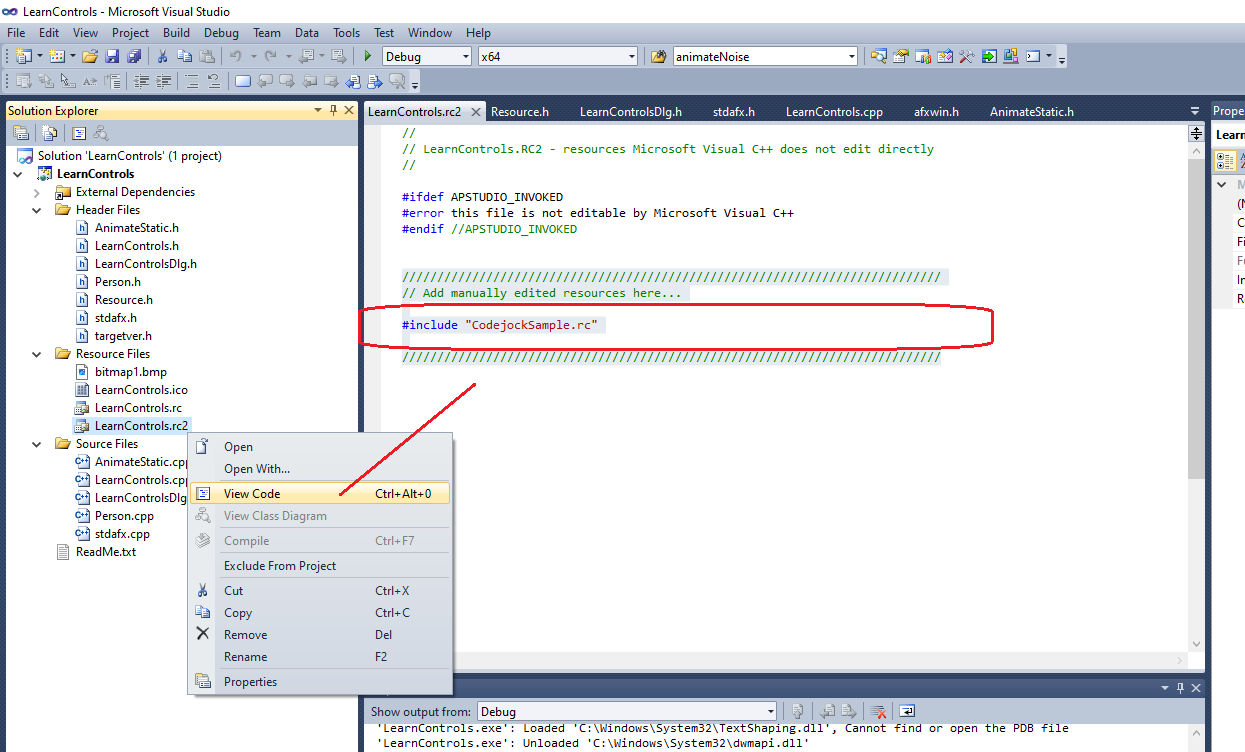 LearnControls - Microsoft Visual Studio
File Edit View Project Build Debug Team Data Tools Test Window Help
Debug x64 animateNoise
Solution Explorer
Solution 'LearnControls' (1 project)
LearnControls
External Dependencies
Header Files
AnimateStatic.h
LearnControls.h
LearnControlsDlg.h
Person.h
Resource.h
stdafx.h
targetver.h
Resource Files
bitmap1.bmp
LearnControls.ico
LearnControls.rc
LearnControls.rc2
Source Files
AnimateStatic.cpp
LearnControls.cpp
LearnControlsDlg
Person.cpp
stdafx.cpp
ReadMe.txt
Open
Open With...
View Code Ctrl+Alt+0
View Class Diagram
Compile Ctrl+F7
Exclude From Project
Cut Ctrl+X
Copy Ctrl+C
Remove Del
Rename F2
Properties
LearnControls.rc2 Resource.h LearnControlsDlg.h stdafx.h LearnControls.cpp afxwin.h AnimateStatic.h
//
// LearnControls.RC2 - resources Microsoft Visual C++ does not edit directly
//
#ifdef APSTUDIO_INVOKED
#error this file is not editable by Microsoft Visual C++
#endif //APSTUDIO_INVOKED
/////////////////////////////////////////////////////////////////////////////
// Add manually edited resources here...
#include "CodejockSample.rc"
/////////////////////////////////////////////////////////////////////////////
Prope
Learn
Show output from: Debug
'LearnControls.exe': Loaded 'C:\Windows\System32\TextShaping.dll', Cannot find or open the PDB file
'LearnControls.exe': Unloaded 'C:\Windows\System32\dwmapi.dll'